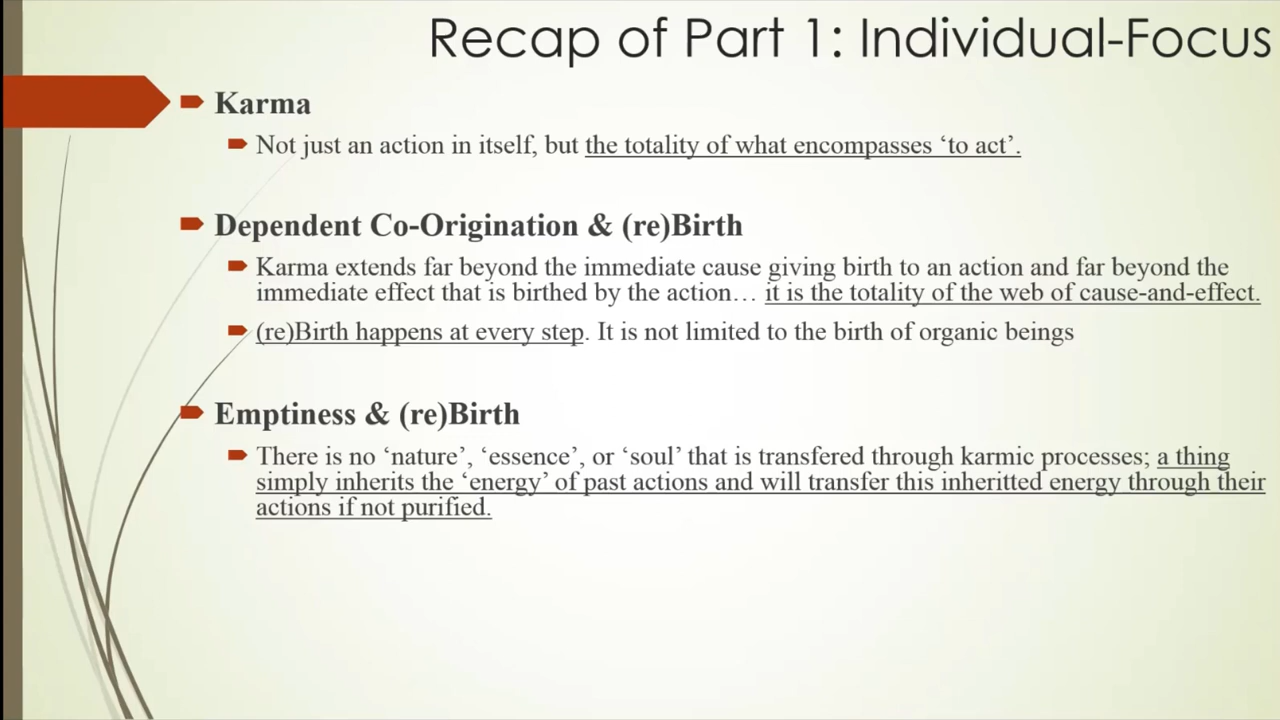 Recap of Part 1: Individual-Focus
Karma
Not just an action in itself, but the totality of what encompasses ‘to act’.
Dependent Co-Origination & (re)Birth
Karma extends far beyond the immediate cause giving birth to an action and far beyond the
immediate effect that is birthed by the action… it is the totality of the web of cause-and-effect.
(re)Birth happens at every step. It is not limited to the birth of organic beings
Emptiness & (re)Birth
There is no ‘nature’, ‘essence’, or ‘soul’ that is transfered through karmic processes; a thing
simply inherits the ‘energy’ of past actions and will transfer this inheritted energy through their
actions if not purified.